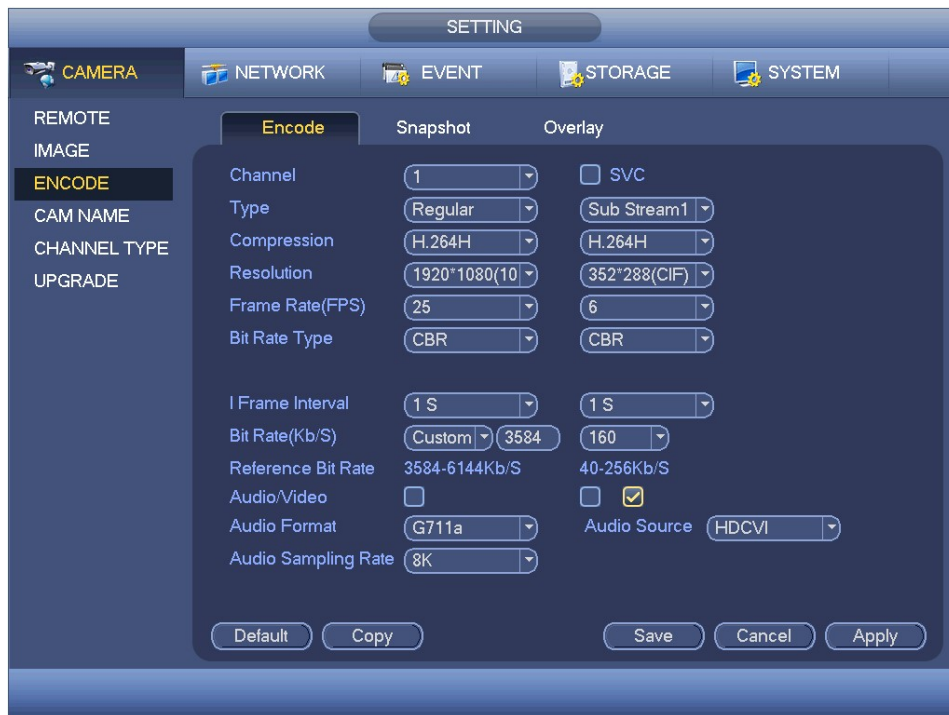 SETTING
CAMERA NETWORK EVENT STORAGE SYSTEM
REMOTE
IMAGE
ENCODE
CAM NAME
CHANNEL TYPE
UPGRADE
Encode Snapshot Overlay
Channel 1 SVC
Type Regular Sub Stream1
Compression H.264H H.264H
Resolution 1920*1080(10 352*288(CIF)
Frame Rate(FPS) 25 6
Bit Rate Type CBR CBR
I Frame Interval 1 S 1 S
Bit Rate(Kb/S) Custom 3584 160
Reference Bit Rate 3584-6144Kb/S 40-256Kb/S
Audio/Video
Audio Format G711a Audio Source HDCVI
Audio Sampling Rate 8K
Default Copy Save Cancel Apply